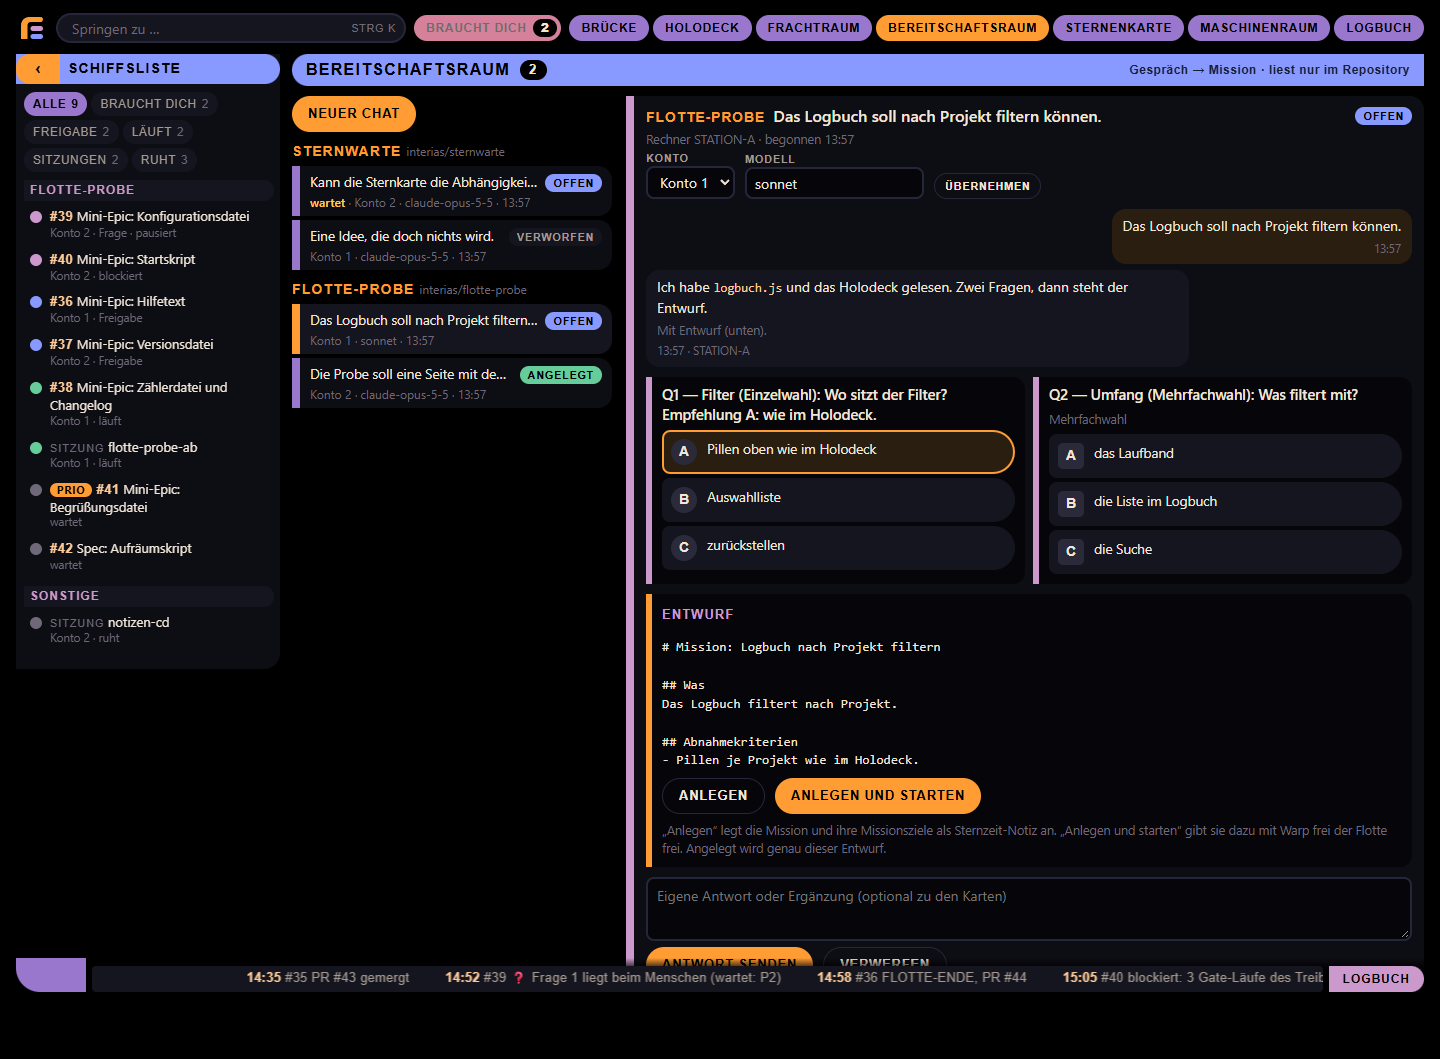 Springen zu ... STRG K
BRAUCHT DICH 2
BRÜCKE
HOLODECK
FRACHTRAUM
BEREITSCHAFTSRAUM
STERNENKARTE
MASCHINENRAUM
LOGBUCH
‹ SCHIFFSLISTE
ALLE 9 BRAUCHT DICH 2
FREIGABE 2 LÄUFT 2
SITZUNGEN 2 RUHT 3
FLOTTE-PROBE
#39 Mini-Epic: Konfigurationsdatei
Konto 2 · Frage · pausiert
#40 Mini-Epic: Startskript
Konto 2 · blockiert
#36 Mini-Epic: Hilfetext
Konto 1 · Freigabe
#37 Mini-Epic: Versionsdatei
Konto 2 · Freigabe
#38 Mini-Epic: Zählerdatei und
Changelog
Konto 1 · läuft
SITZUNG flotte-probe-ab
Konto 1 · läuft
PRIO #41 Mini-Epic:
Begrüßungsdatei
wartet
#42 Spec: Aufräumskript
wartet
SONSTIGE
SITZUNG notizen-cd
Konto 2 · ruht
BEREITSCHAFTSRAUM 2
Gespräch → Mission · liest nur im Repository
NEUER CHAT
STERNWARTE interias/sternwarte
Kann die Sternkarte die Abhängigkei... OFFEN
wartet · Konto 2 · claude-opus-5-5 · 13:57
Eine Idee, die doch nichts wird. VERWORFEN
Konto 1 · claude-opus-5-5 · 13:57
FLOTTE-PROBE interias/flotte-probe
Das Logbuch soll nach Projekt filtern... OFFEN
Konto 1 · sonnet · 13:57
Die Probe soll eine Seite mit de... ANGELEGT
Konto 2 · claude-opus-5-5 · 13:57
FLOTTE-PROBE Das Logbuch soll nach Projekt filtern können. OFFEN
Rechner STATION-A · begonnen 13:57
KONTO MODELL
Konto 1 sonnet ÜBERNEHMEN
Das Logbuch soll nach Projekt filtern können.
13:57
Ich habe logbuch.js und das Holodeck gelesen. Zwei Fragen, dann steht der
Entwurf.
Mit Entwurf (unten).
13:57 · STATION-A
Q1 — Filter (Einzelwahl): Wo sitzt der Filter?
Empfehlung A: wie im Holodeck.
A Pillen oben wie im Holodeck
B Auswahlliste
C zurückstellen
Q2 — Umfang (Mehrfachwahl): Was filtert mit?
Mehrfachwahl
A das Laufband
B die Liste im Logbuch
C die Suche
ENTWURF
# Mission: Logbuch nach Projekt filtern
## Was
Das Logbuch filtert nach Projekt.
## Abnahmekriterien
- Pillen je Projekt wie im Holodeck.
ANLEGEN ANLEGEN UND STARTEN
„Anlegen“ legt die Mission und ihre Missionsziele als Sternzeit-Notiz an. „Anlegen und starten“ gibt sie dazu mit Warp frei der Flotte
frei. Angelegt wird genau dieser Entwurf.
Eigene Antwort oder Ergänzung (optional zu den Karten)
ANTWORT SENDEN VERWERFEN
14:35 #35 PR #43 gemergt 14:52 #39 ❓ Frage 1 liegt beim Menschen (wartet: P2) 14:58 #36 FLOTTE-ENDE, PR #44 15:05 #40 blockiert: 3 Gate-Läufe des Treib
LOGBUCH